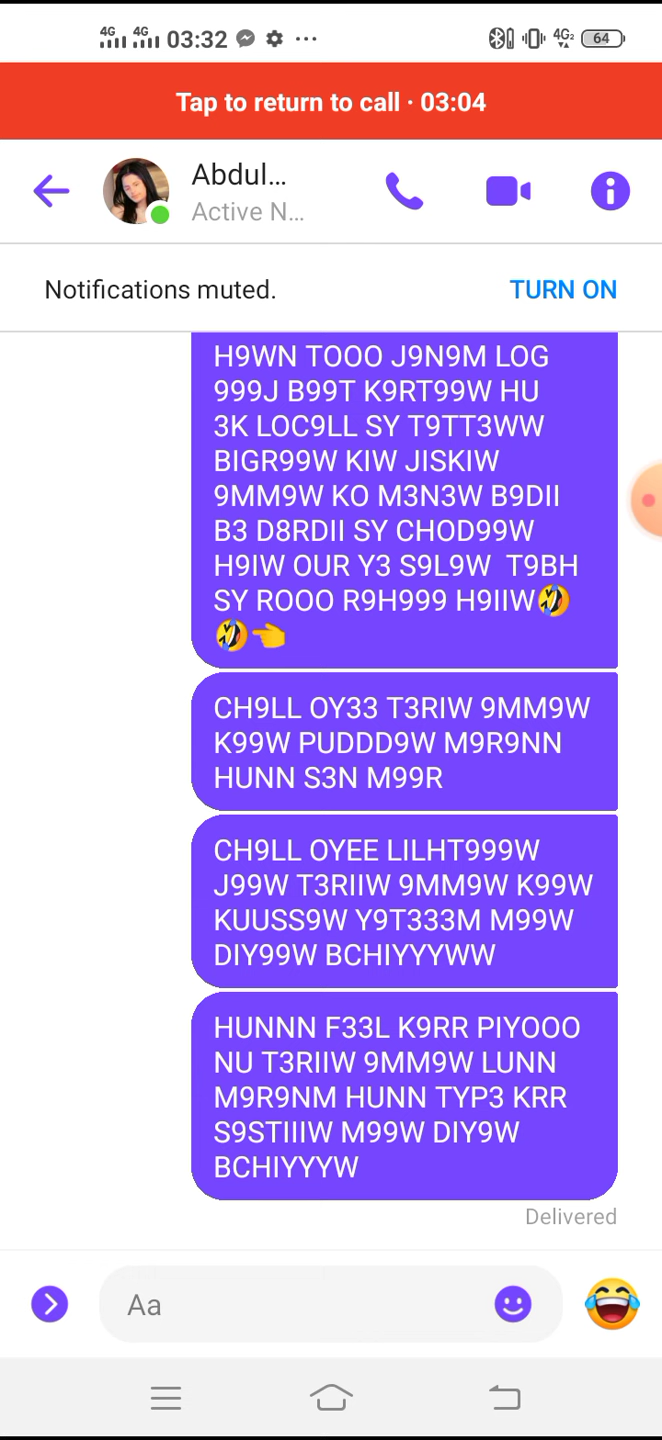 03:32
64
Tap to return to call · 03:04
Abdul...
Active N...
Notifications muted.
TURN ON
H9WN TOOO J9N9M LOG
999J B99T K9RT99W HU
3K LOC9LL SY T9TT3WW
BIGR99W KIW JISKIW
9MM9W KO M3N3W B9DII
B3 D8RDII SY CHOD99W
H9IW OUR Y3 S9L9W T9BH
SY ROOO R9H999 H9IIW🤣
🤣👈
CH9LL OY33 T3RIW 9MM9W
K99W PUDDD9W M9R9NN
HUNN S3N M99R
CH9LL OYEE LILHT999W
J99W T3RIIW 9MM9W K99W
KUUSS9W Y9T333M M99W
DIY99W BCHIYYYWW
HUNNN F33L K9RR PIYOOO
NU T3RIIW 9MM9W LUNN
M9R9NM HUNN TYP3 KRR
S9STIIIW M99W DIY9W
BCHIYYYW
Delivered
Aa